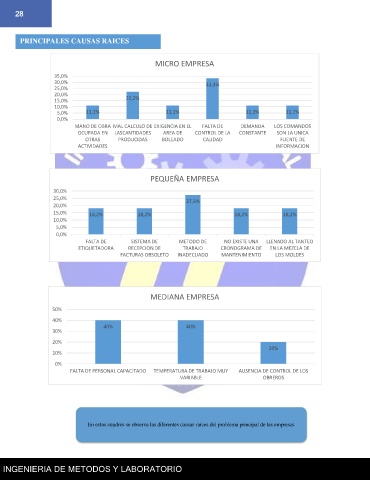 28
PRINCIPALES CAUSAS RAICES
MICRO EMPRESA
35,0%
30,0%
25,0%
20,0%
15,0%
10,0%
5,0%
0,0%
11,1% 22,2% 11,1% 33,3% 11,1% 11,1%
MANO DE OBRA MAL CALCULO DE EXIGENCIA EN EL FALTA DE DEMANDA LOS COMANDOS
OCUPADA EN LAS CANTIDADES AREA DE CONTROL DE LA CONSTANTE SON LA UNICA
OTRAS PRODUCIDAS BOLLADO CALIDAD FUENTE DE
ACTIVIDADES INFORMACION
PEQUEÑA EMPRESA
30,0%
25,0%
20,0%
15,0%
10,0%
5,0%
0,0%
18,2% 18,2% 27,3% 18,2% 18,2%
FALTA DE SISTEMA DE METODO DE NO EXISTE UNA LLENADO AL TANTEO
ETIQUETADORA RECEPCION DE TRABAJO CRONOGRAMA DE EN LA MEZCLA DE
FACTURAS OBSOLETO INADECUADO MANTENIMIENTO LOS MOLDES
MEDIANA EMPRESA
50%
40%
30%
20%
10%
0%
40% 40% 20%
FALTA DE PERSONAL CAPACITADO TEMPERATURA DE TRABAJO MUY AUSENCIA DE CONTROL DE LOS
VARIABLE OBREROS
En estos cuadros se observa las diferentes causas raíces del problema principal de las empresas
INGENIERIA DE METODOS Y LABORATORIO